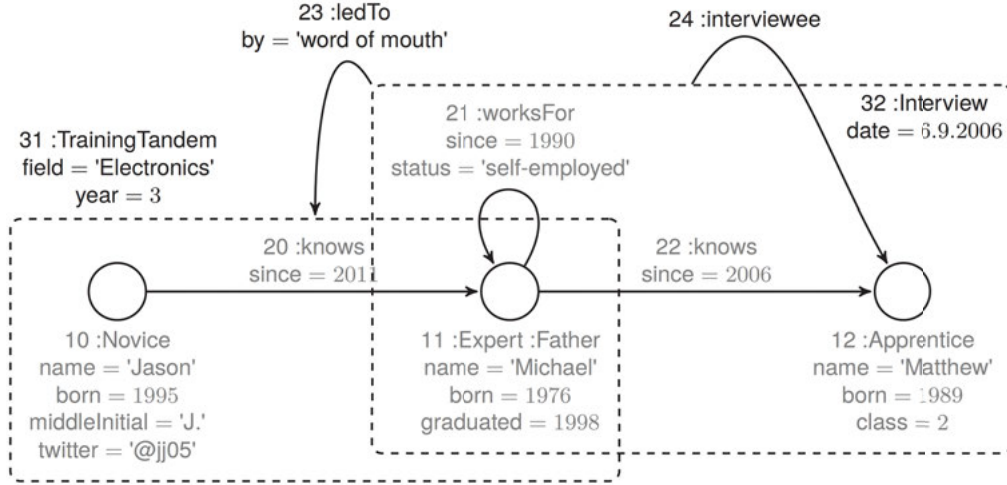 23 :ledTo
by = 'word of mouth'
24 :interviewee
32 :Interview
date = 6.9.2006
21 :worksFor
since = 1990
status = 'self-employed'
31 :TrainingTandem
field = 'Electronics'
year = 3
20 :knows
since = 2011
22 :knows
since = 2006
10 :Novice
name = 'Jason'
born = 1995
middleInitial = 'J.'
twitter = '@jj05'
11 :Expert :Father
name = 'Michael'
born = 1976
graduated = 1998
12 :Apprentice
name = 'Matthew'
born = 1989
class = 2